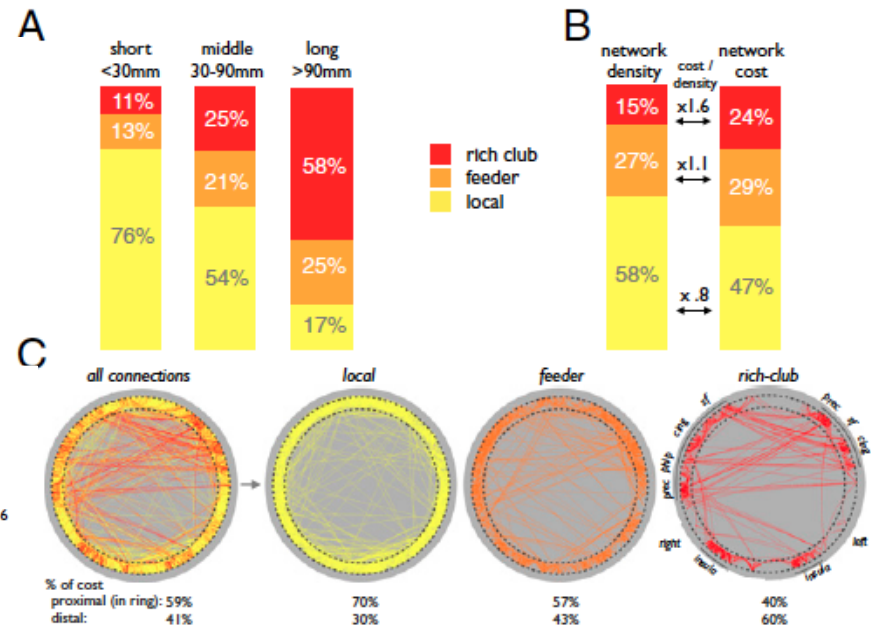 A
short
<30mm
middle
30-90mm
long
>90mm
11%
13%
76%
25%
21%
54%
58%
25%
17%
rich club
feeder
local
B
network
density
cost /
density
network
cost
15%
27%
58%
x1.6
x1.1
x .8
24%
29%
47%
C
all connections
local
feeder
rich-club
sf
cing
prec
right
insula
prec
sf
cing
left
insula
6
% of cost
proximal (in ring): 59% 70% 57% 40%
distal: 41% 30% 43% 60%